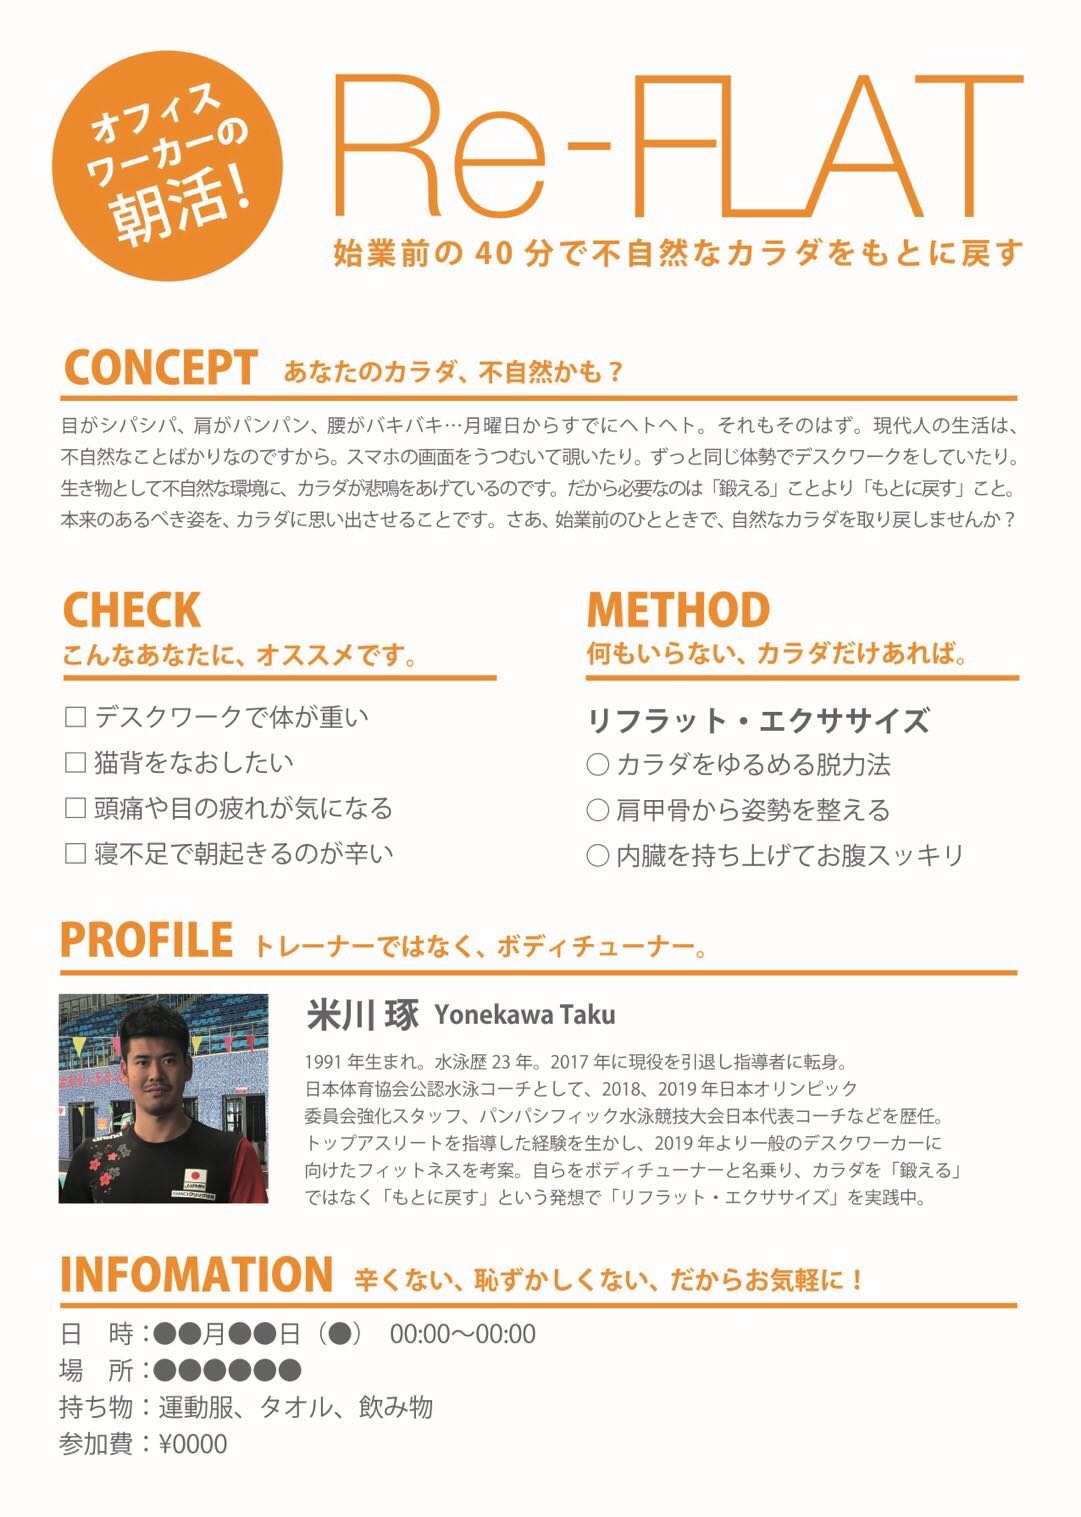 オフィス
ワーカーの
朝活!
Re-FLAT
始業前の 40 分で不自然なカラダをもとに戻す
CONCEPT あなたのカラダ、不自然かも?
目がシパシパ、肩がパンパン、腰がバキバキ…月曜日からすでにヘトヘト。それもそのはず。現代人の生活は、
不自然なことばかりなのですから。スマホの画面をうつむいて覗いたり。ずっと同じ体勢でデスクワークをしていたり。
生き物として不自然な環境に、カラダが悲鳴をあげているのです。だから必要なのは「鍛える」ことより「もとに戻す」こと。
本来のあるべき姿を、カラダに思い出させることです。さあ、始業前のひとときで、自然なカラダを取り戻しませんか?
CHECK
こんなあなたに、オススメです。
□ デスクワークで体が重い
□ 猫背をなおしたい
□ 頭痛や目の疲れが気になる
□ 寝不足で朝起きるのが辛い
METHOD
何もいらない、カラダだけあれば。
リフラット・エクササイズ
○ カラダをゆるめる脱力法
○ 肩甲骨から姿勢を整える
○ 内臓を持ち上げてお腹スッキリ
PROFILE トレーナーではなく、ボディチューナー。
arena
米川 琢 Yonekawa Taku
1991 年生まれ。水泳歴 23 年。2017 年に現役を引退し指導者に転身。
日本体育協会公認水泳コーチとして、2018、2019 年日本オリンピック
委員会強化スタッフ、パンパシフィック水泳競技大会日本代表コーチなどを歴任。
トップアスリートを指導した経験を生かし、2019 年より一般のデスクワーカーに
向けたフィットネスを考案。自らをボディチューナーと名乗り、カラダを「鍛える」
ではなく「もとに戻す」という発想で「リフラット・エクササイズ」を実践中。
INFOMATION 辛くない、恥ずかしくない、だからお気軽に!
日　時：●●月●●日（●） 00:00～00:00
場　所：●●●●●●
持ち物：運動服、タオル、飲み物
参加費：¥0000